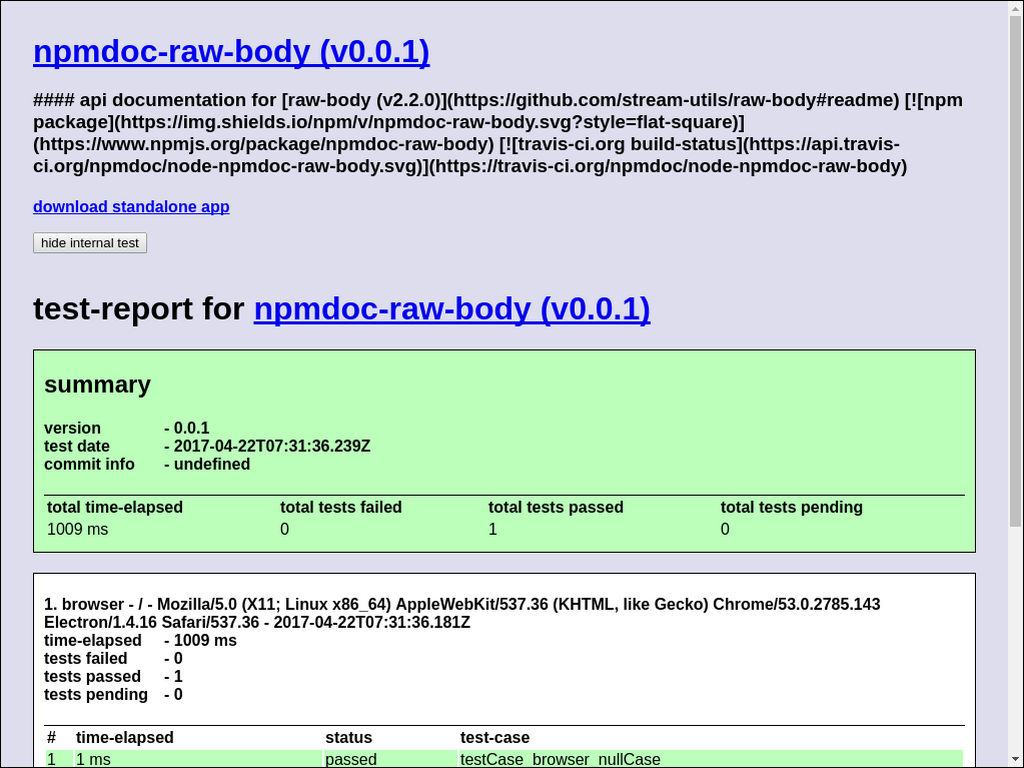 npmdoc-raw-body (v0.0.1)
#### api documentation for [raw-body (v2.2.0)](https://github.com/stream-utils/raw-body#readme) [![npm
package](https://img.shields.io/npm/v/npmdoc-raw-body.svg?style=flat-square)]
(https://www.npmjs.org/package/npmdoc-raw-body) [![travis-ci.org build-status](https://api.travis-
ci.org/npmdoc/node-npmdoc-raw-body.svg)](https://travis-ci.org/npmdoc/node-npmdoc-raw-body)
download standalone app
hide internal test
test-report for npmdoc-raw-body (v0.0.1)
summary
version - 0.0.1
test date - 2017-04-22T07:31:36.239Z
commit info - undefined
total time-elapsed total tests failed total tests passed total tests pending
1009 ms 0 1 0
1. browser - / - Mozilla/5.0 (X11; Linux x86_64) AppleWebKit/537.36 (KHTML, like Gecko) Chrome/53.0.2785.143
Electron/1.4.16 Safari/537.36 - 2017-04-22T07:31:36.181Z
time-elapsed - 1009 ms
tests failed - 0
tests passed - 1
tests pending - 0
# time-elapsed status test-case
1 1 ms passed testCase_browser_nullCase